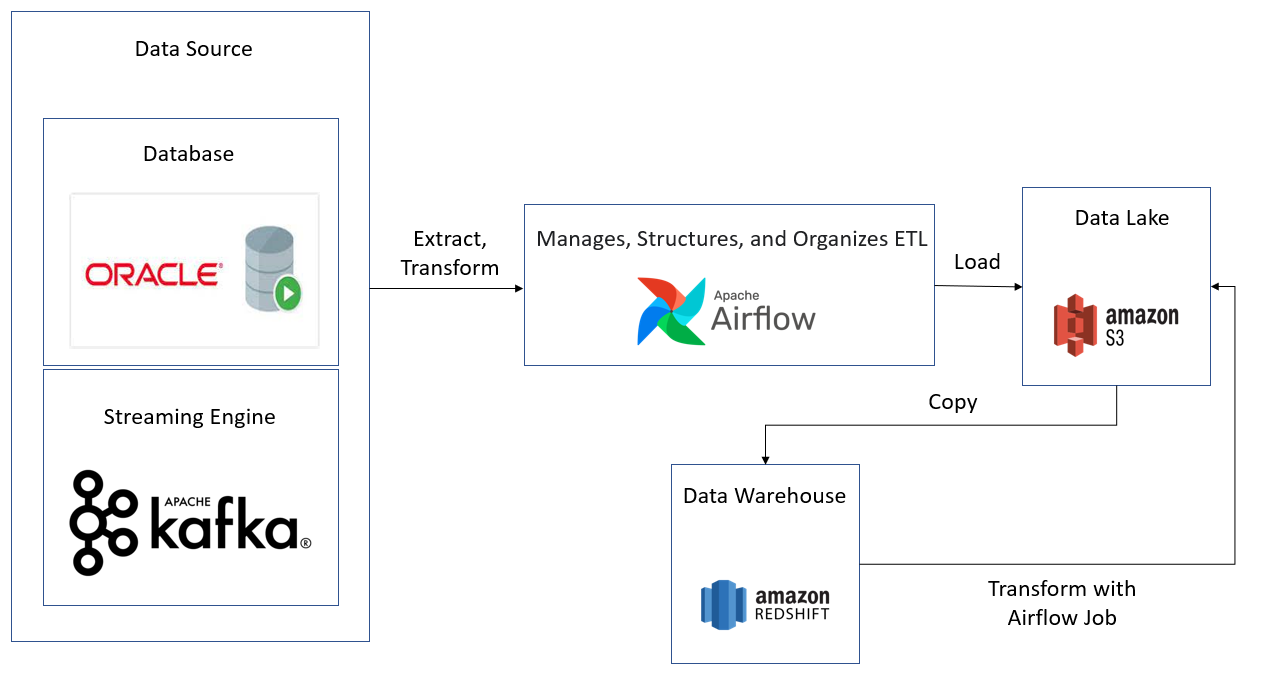 Data Source
Database
ORACLE®
Streaming Engine
APACHE
kafka®
Extract,
Transform
Manages, Structures, and Organizes ETL
Apache
Airflow
Load
Data Lake
amazon
S3
Copy
Data Warehouse
amazon
REDSHIFT
Transform with
Airflow Job